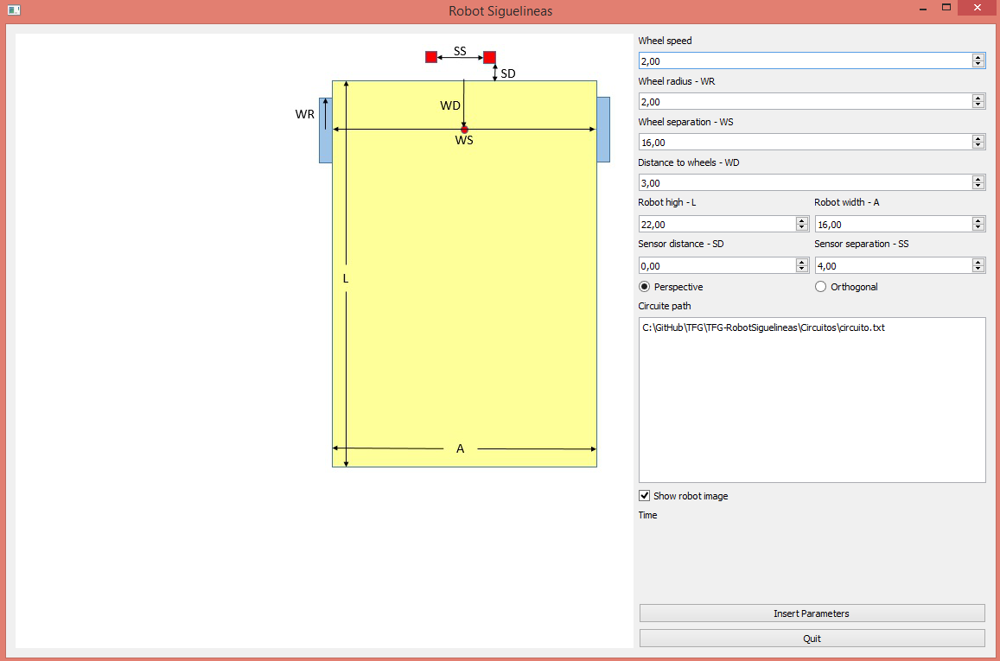 Robot Siguelineas
SS
SD
WR
WD
WS
L
A
Wheel speed
2,00
Wheel radius - WR
2,00
Wheel separation - WS
16,00
Distance to wheels - WD
3,00
Robot high - L Robot width - A
22,00 16,00
Sensor distance - SD Sensor separation - SS
0,00 4,00
Perspective Orthogonal
Circuite path
C:\GitHub\TFG\TFG-RobotSiguelineas\Circuitos\circuito.txt
Show robot image
Time
Insert Parameters
Quit